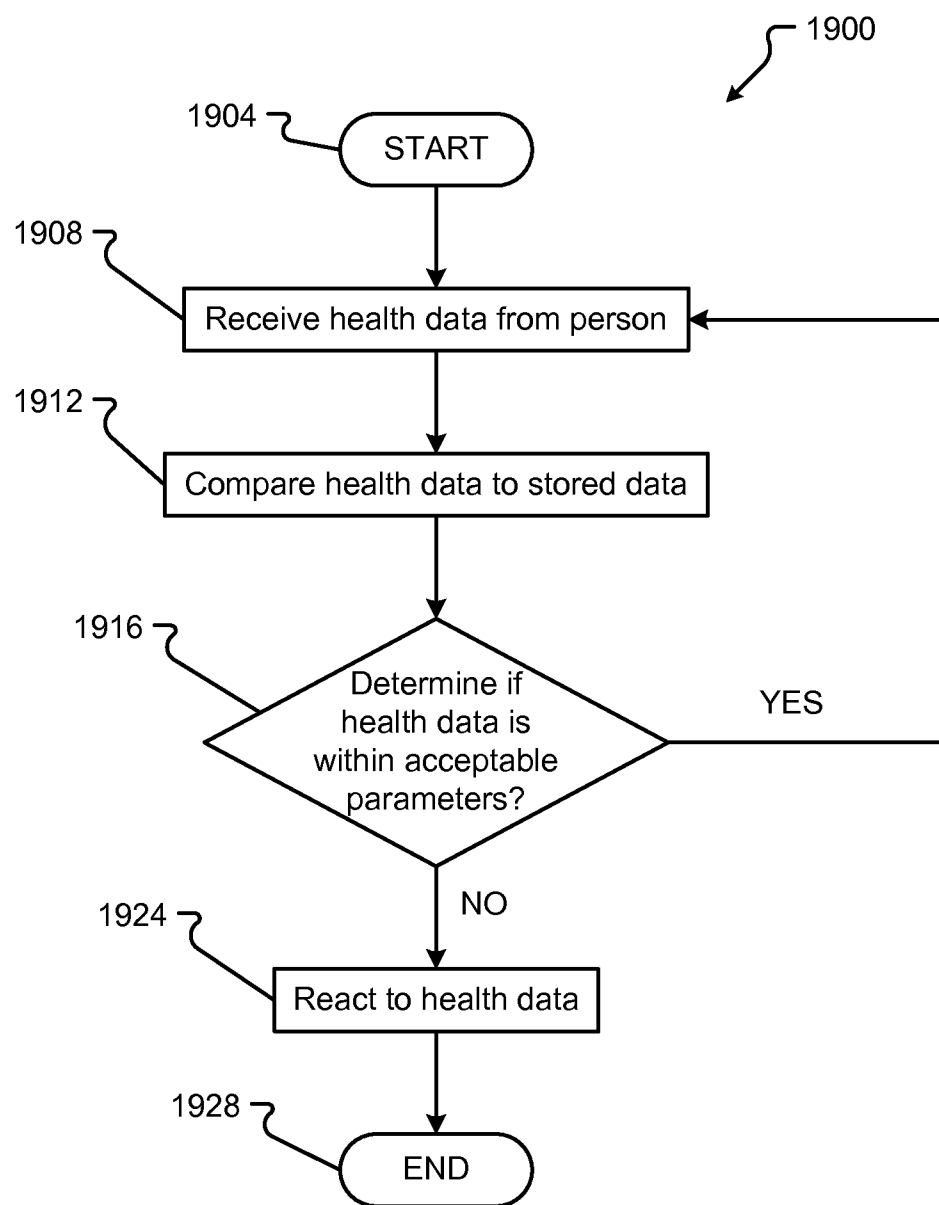 1900
1904
START
1908
Receive health data from person
1912
Compare health data to stored data
1916
Determine if
health data is
within acceptable
parameters?
YES
NO
1924
React to health data
1928
END